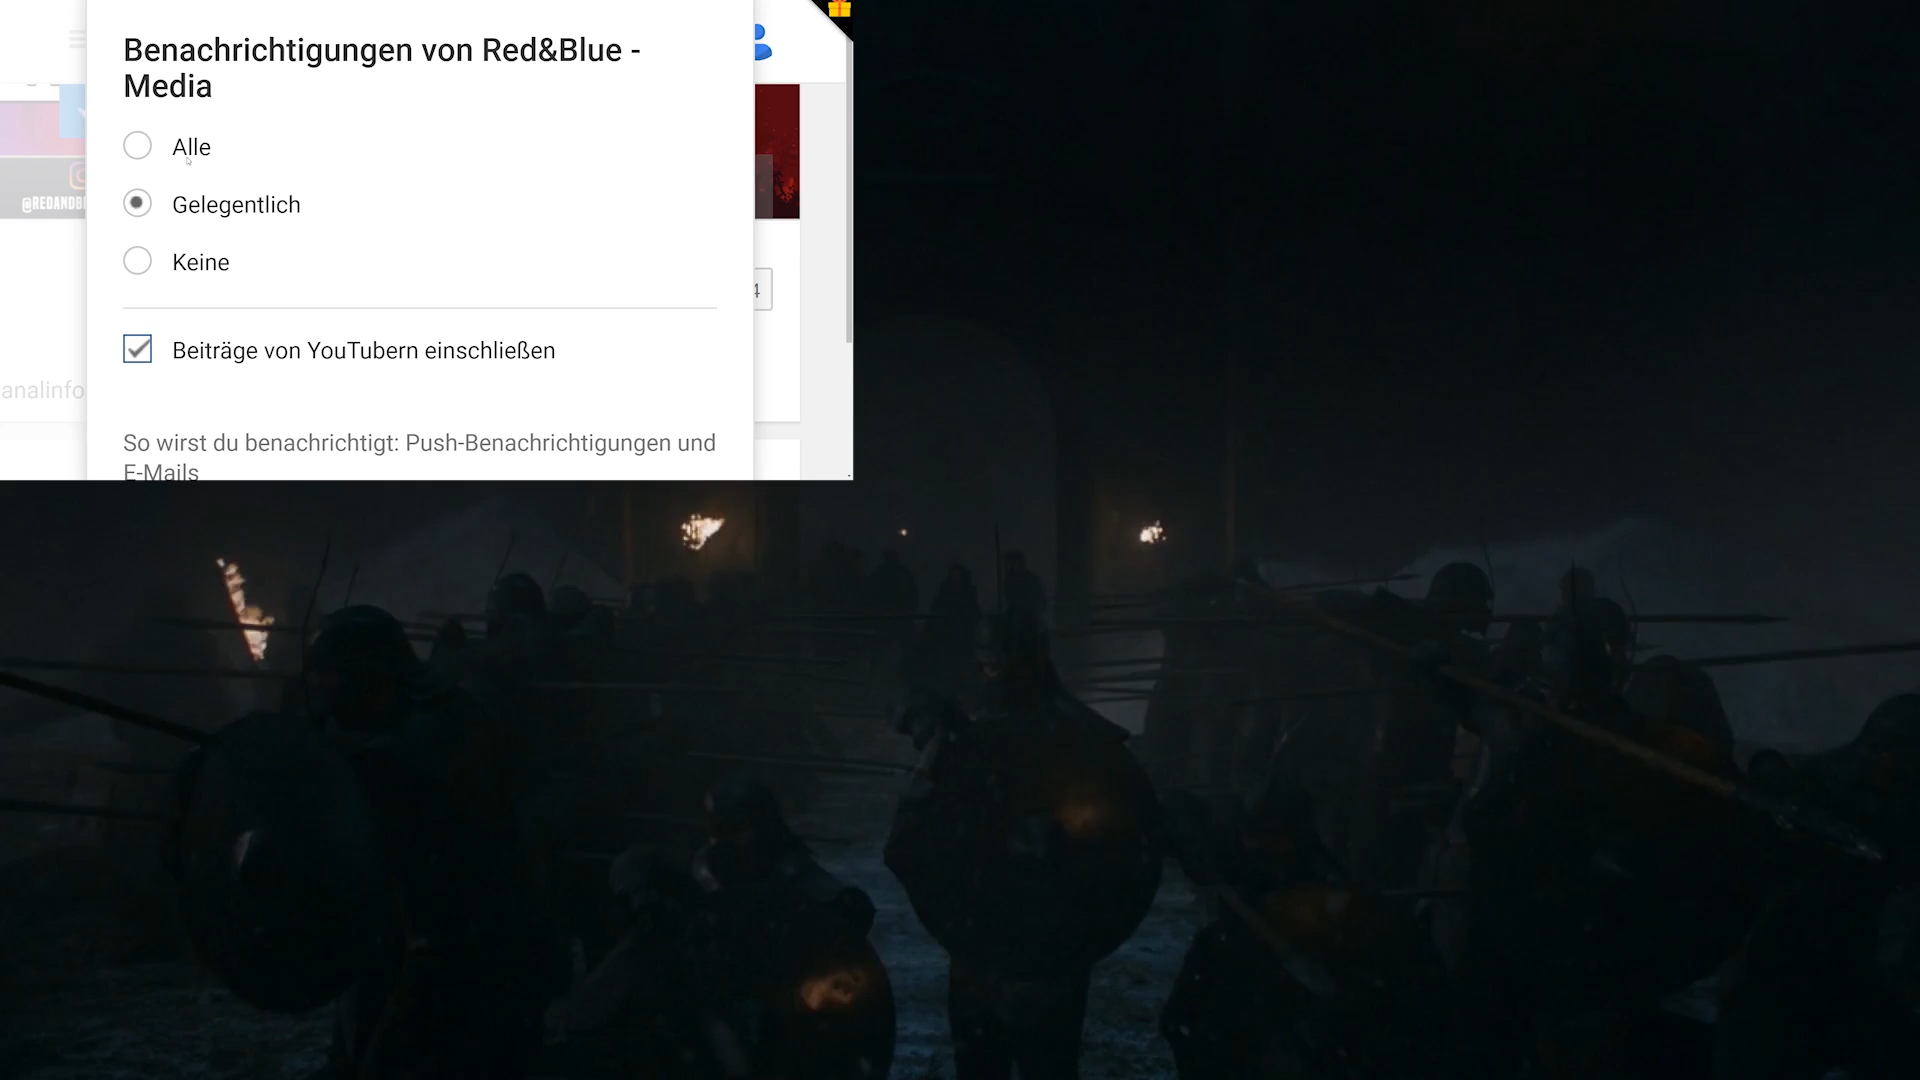 Benachrichtigungen von Red&Blue -
Media
Alle
Gelegentlich
Keine
4
Beiträge von YouTubern einschließen
So wirst du benachrichtigt: Push-Benachrichtigungen und
E-Mails
@REDANDB
analinfo